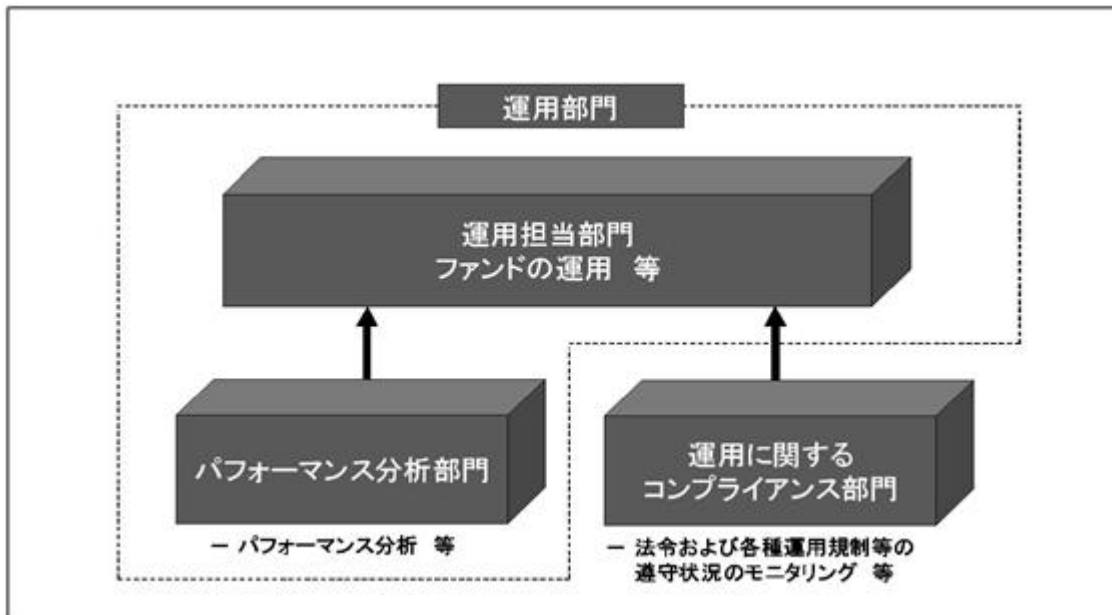 運用部門
運用担当部門
ファンドの運用 等
パフォーマンス分析部門
－ パフォーマンス分析 等
運用に関する
コンプライアンス部門
－ 法令および各種運用規制等の
遵守状況のモニタリング 等